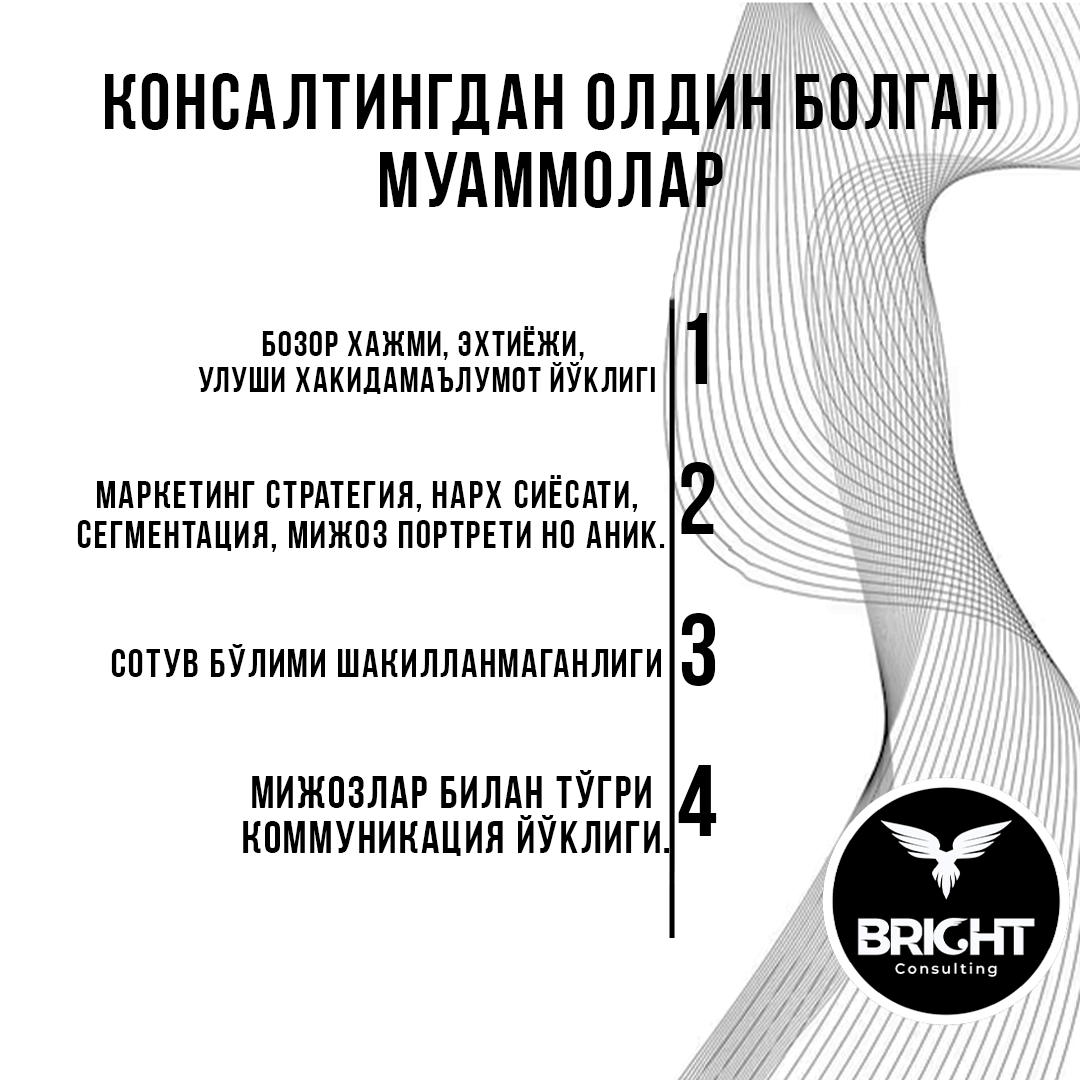 КОНСАЛТИНГДАН ОЛДИН БОЛГАН
МУАММОЛАР
1
БОЗОР ХАЖМИ, ЭХТИЁЖИ,
УЛУШИ ХАКИДАМАЪЛУМОТ ЙЎКЛИГІ
2
МАРКЕТИНГ СТРАТЕГИЯ, НАРХ СИЁСАТИ,
СЕГМЕНТАЦИЯ, МИЖОЗ ПОРТРЕТИ НО АНИК.
3
СОТУВ БЎЛИМИ ШАКИЛЛАНМАГАНЛИГИ
4
МИЖОЗЛАР БИЛАН ТЎГРИ
КОММУНИКАЦИЯ ЙЎКЛИГИ.
BRIGHT
Consulting